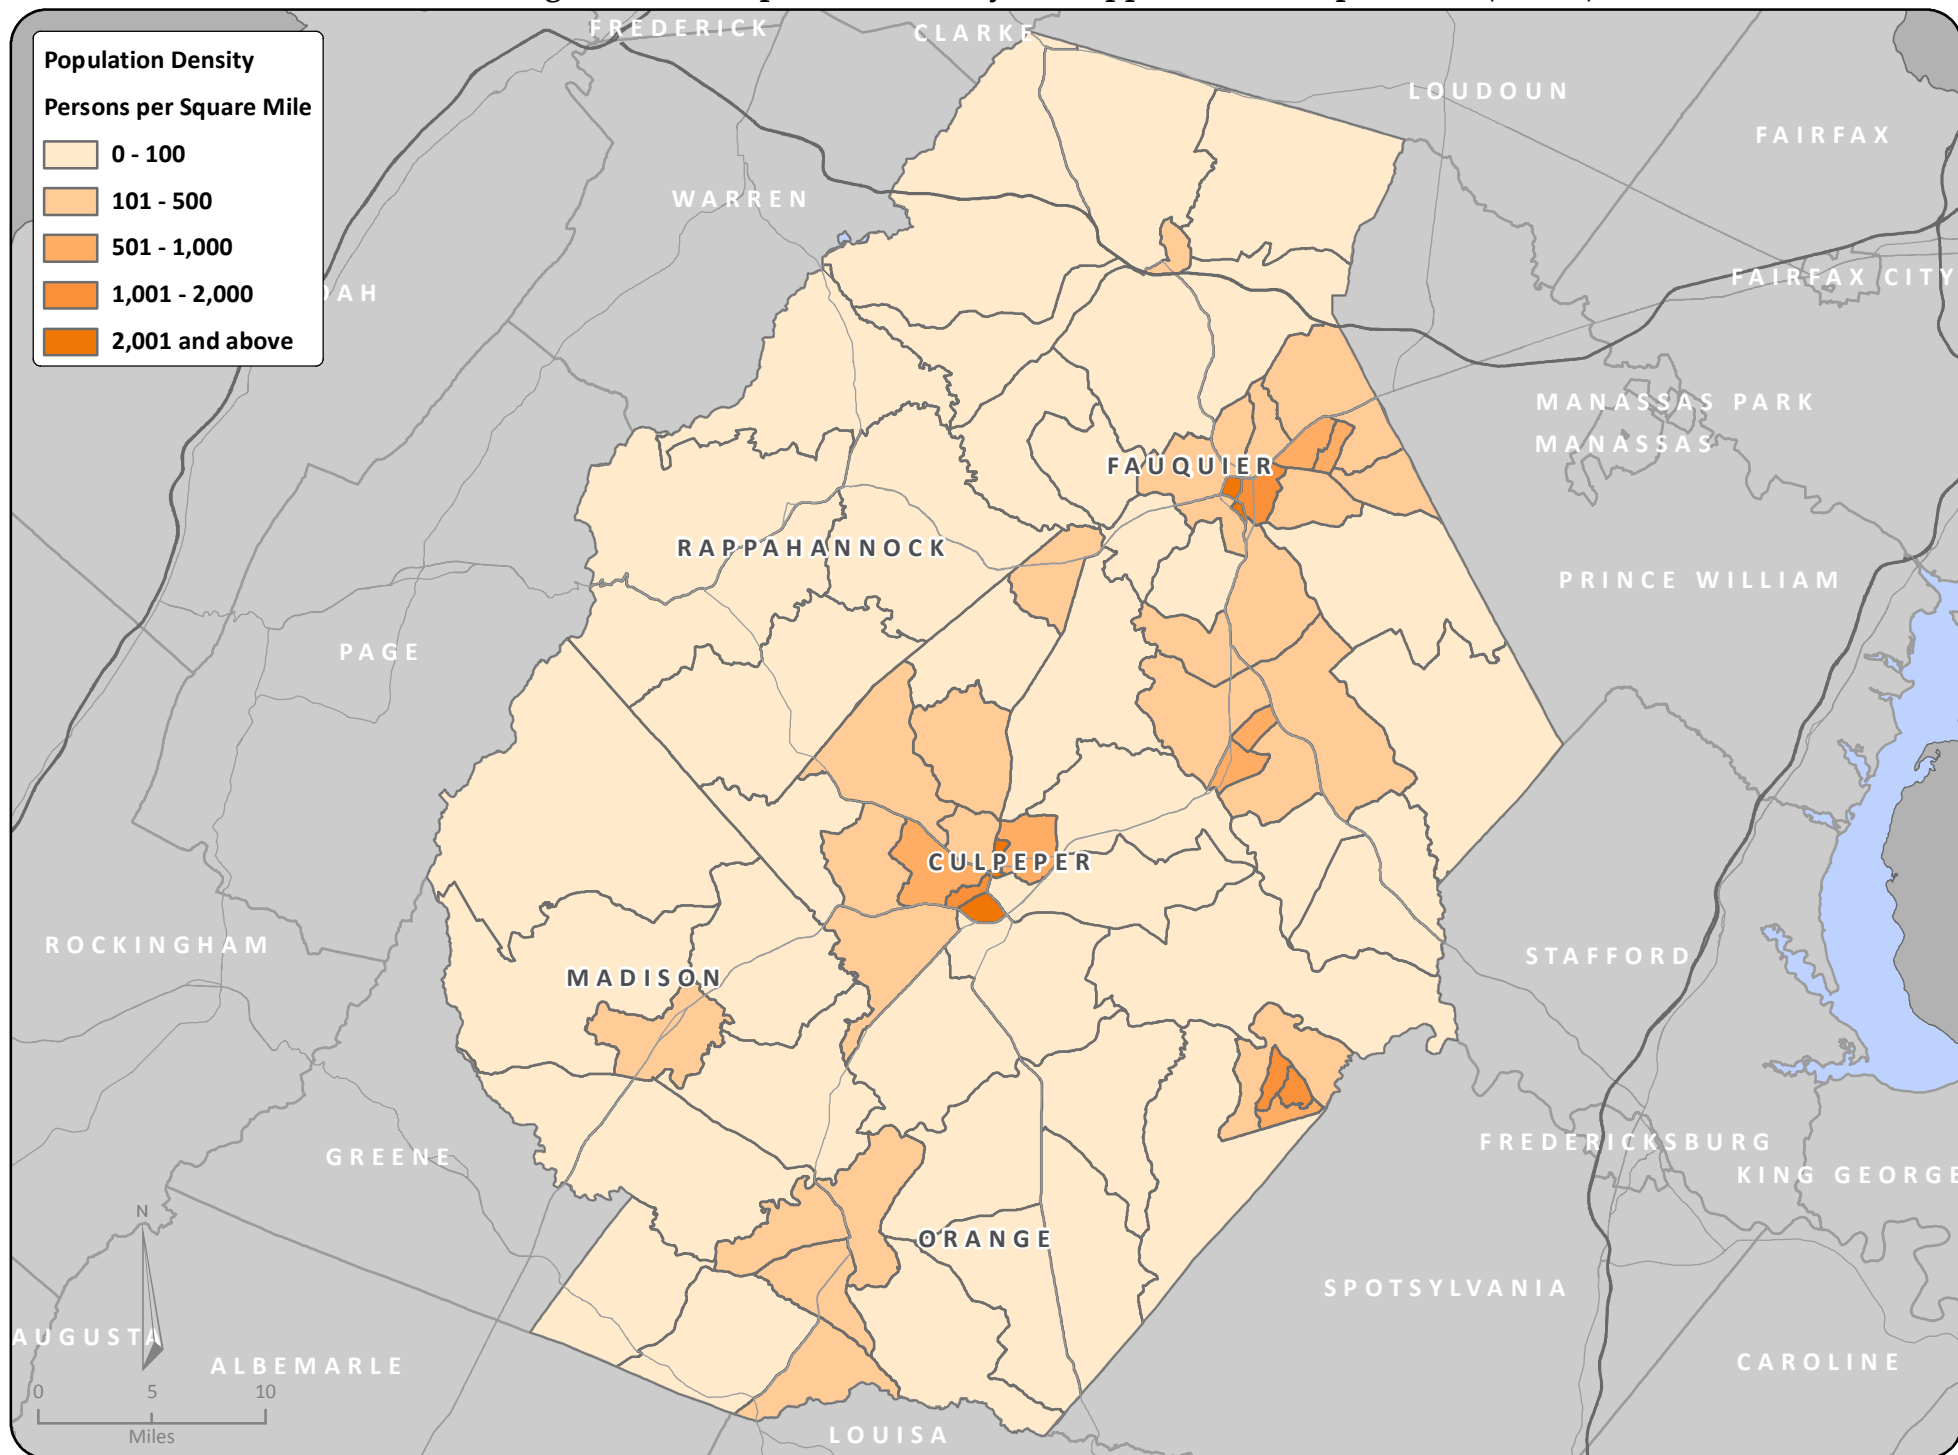 FREDERICK
CLARKE
Population Density
Persons per Square Mile
0 - 100
101 - 500
501 - 1,000
1,001 - 2,000
2,001 and above
LOUDOUN
FAIRFAX
WARREN
FAIRFAX CITY
AH
MANASSAS PARK
MANASSAS
FAUQUIER
RAPPAHANNOCK
PRINCE WILLIAM
PAGE
CULPEPER
ROCKINGHAM
STAFFORD
MADISON
FREDERICKSBURG
GREENE
KING GEORGE
N
ORANGE
SPOTSYLVANIA
AUGUSTA
ALBEMARLE
CAROLINE
0 5 10
Miles
LOUISA